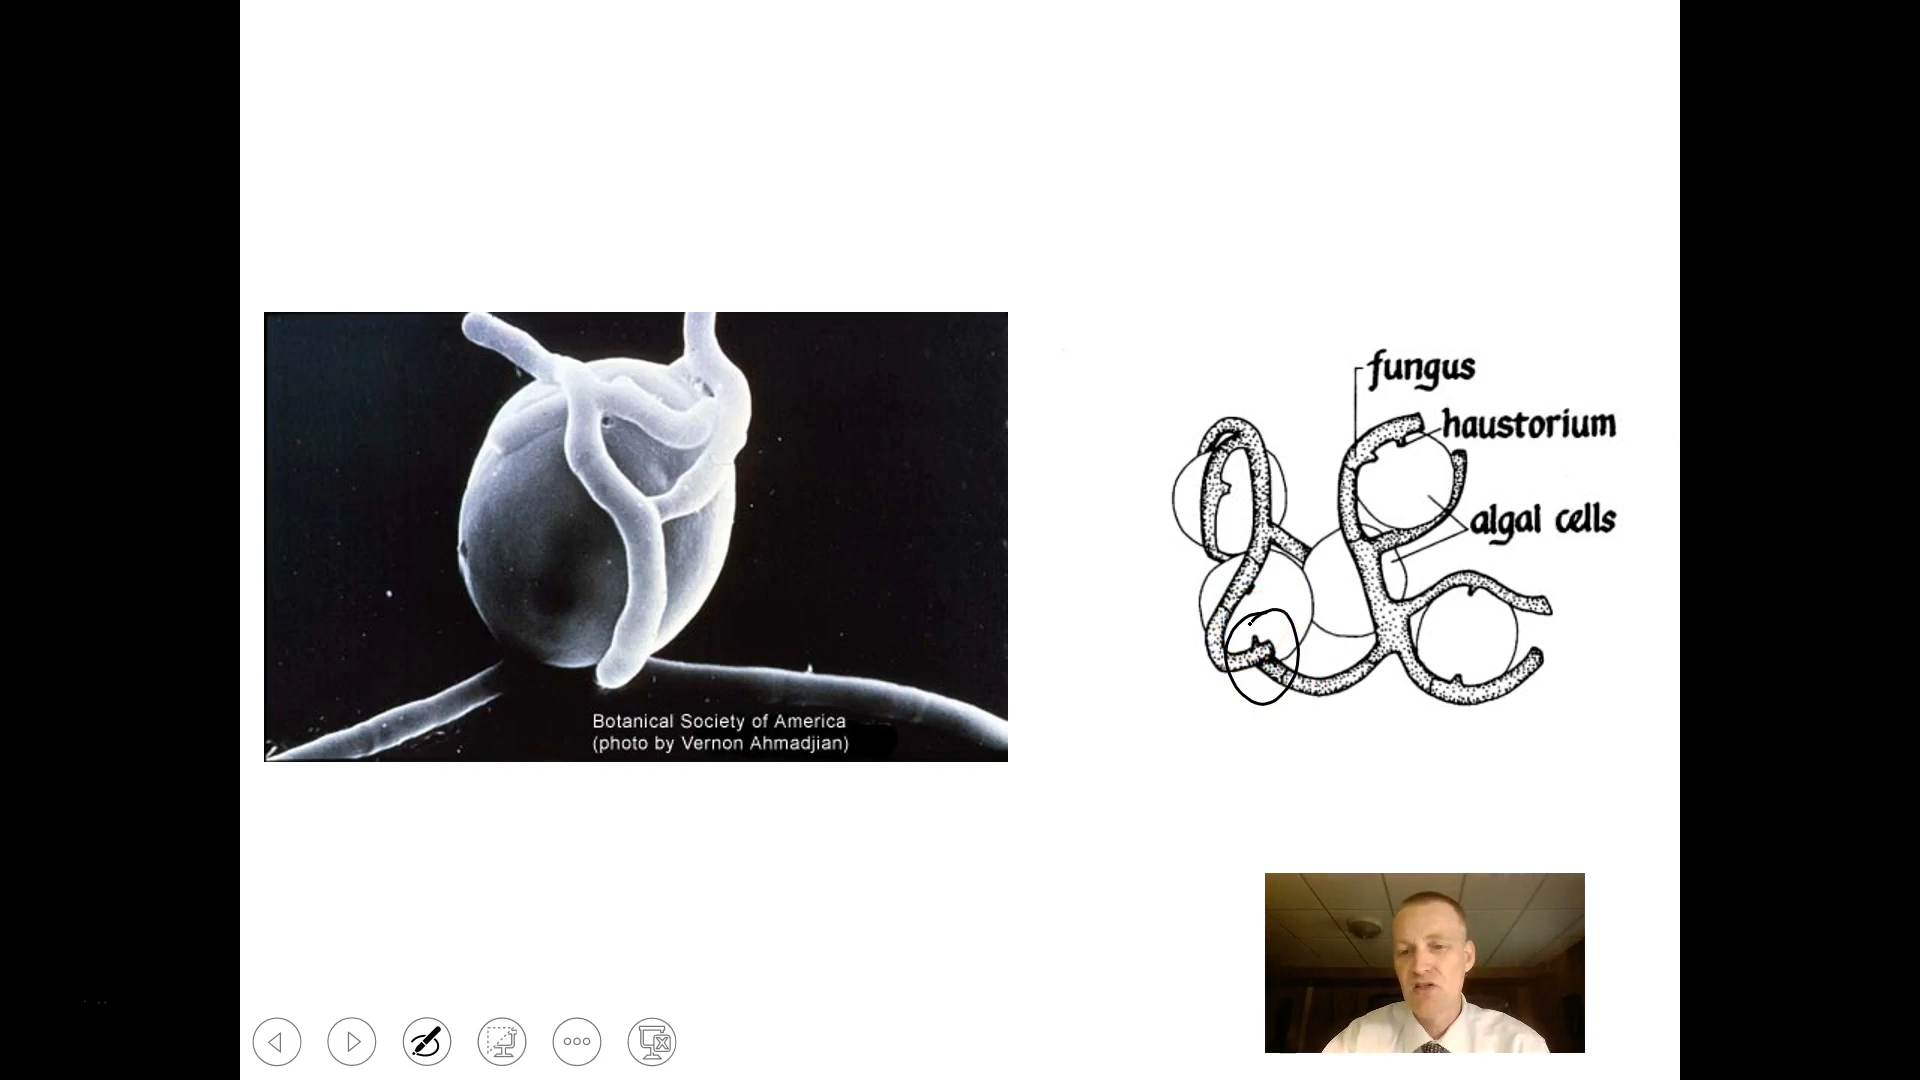 Botanical Society of America
(photo by Vernon Ahmadjian)
fungus
haustorium
algal cells